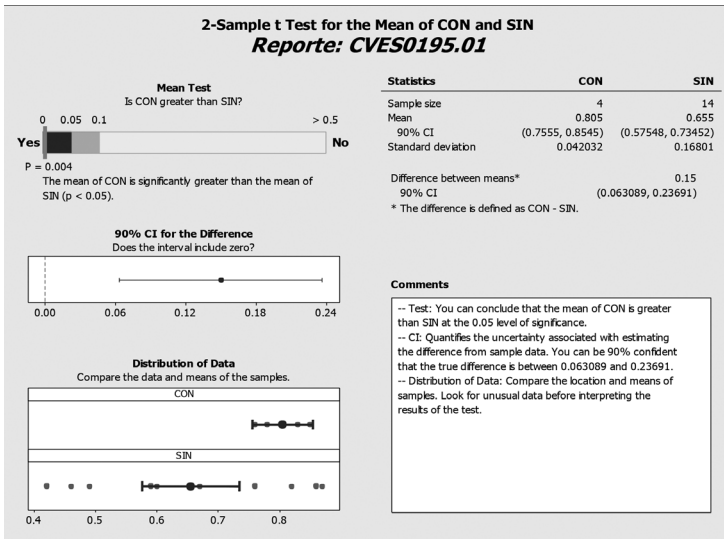 2-Sample t Test for the Mean of CON and SIN
Reporte: CVES0195.01
Mean Test
Is CON greater than SIN?
0 0.05 0.1 > 0.5
Yes No
P = 0.004
The mean of CON is significantly greater than the mean of
SIN (p < 0.05).
90% CI for the Difference
Does the interval include zero?
0.00 0.06 0.12 0.18 0.24
Distribution of Data
Compare the data and means of the samples.
CON
SIN
0.4 0.5 0.6 0.7 0.8
Statistics CON SIN
Sample size 4 14
Mean 0.805 0.655
90% CI (0.7555, 0.8545) (0.57548, 0.73452)
Standard deviation 0.042032 0.16801
Difference between means* 0.15
90% CI (0.063089, 0.23691)
* The difference is defined as CON - SIN.
Comments
-- Test: You can conclude that the mean of CON is greater
than SIN at the 0.05 level of significance.
-- CI: Quantifies the uncertainty associated with estimating
the difference from sample data. You can be 90% confident
that the true difference is between 0.063089 and 0.23691.
-- Distribution of Data: Compare the location and means of
samples. Look for unusual data before interpreting the
results of the test.